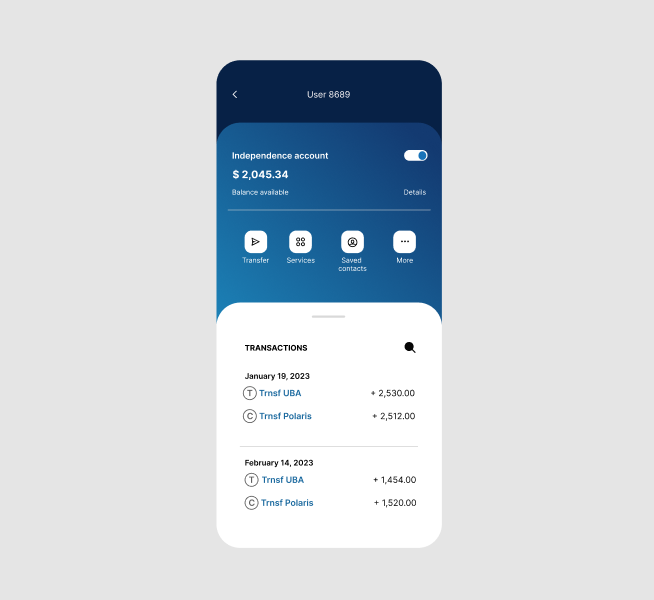 User 8689
Independence account
$ 2,045.34
Balance available
Details
Transfer
Services
Saved
contacts
More
TRANSACTIONS
January 19, 2023
T Trnsf UBA + 2,530.00
C Trnsf Polaris + 2,512.00
February 14, 2023
T Trnsf UBA + 1,454.00
C Trnsf Polaris + 1,520.00